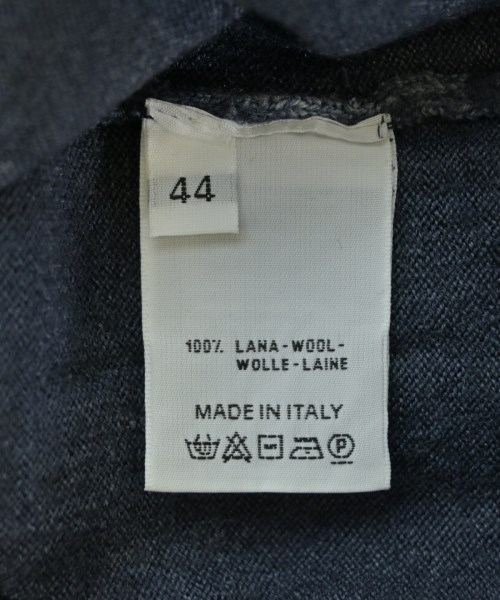 44
100% LANA-WOOL-
WOLLE-LAINE
MADE IN ITALY
P